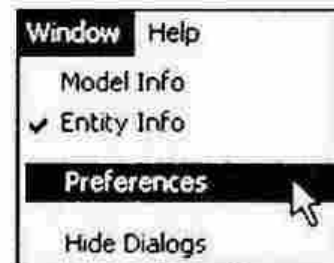 Window Help
Model Info
Entity Info
Preferences
Hide Dialogs